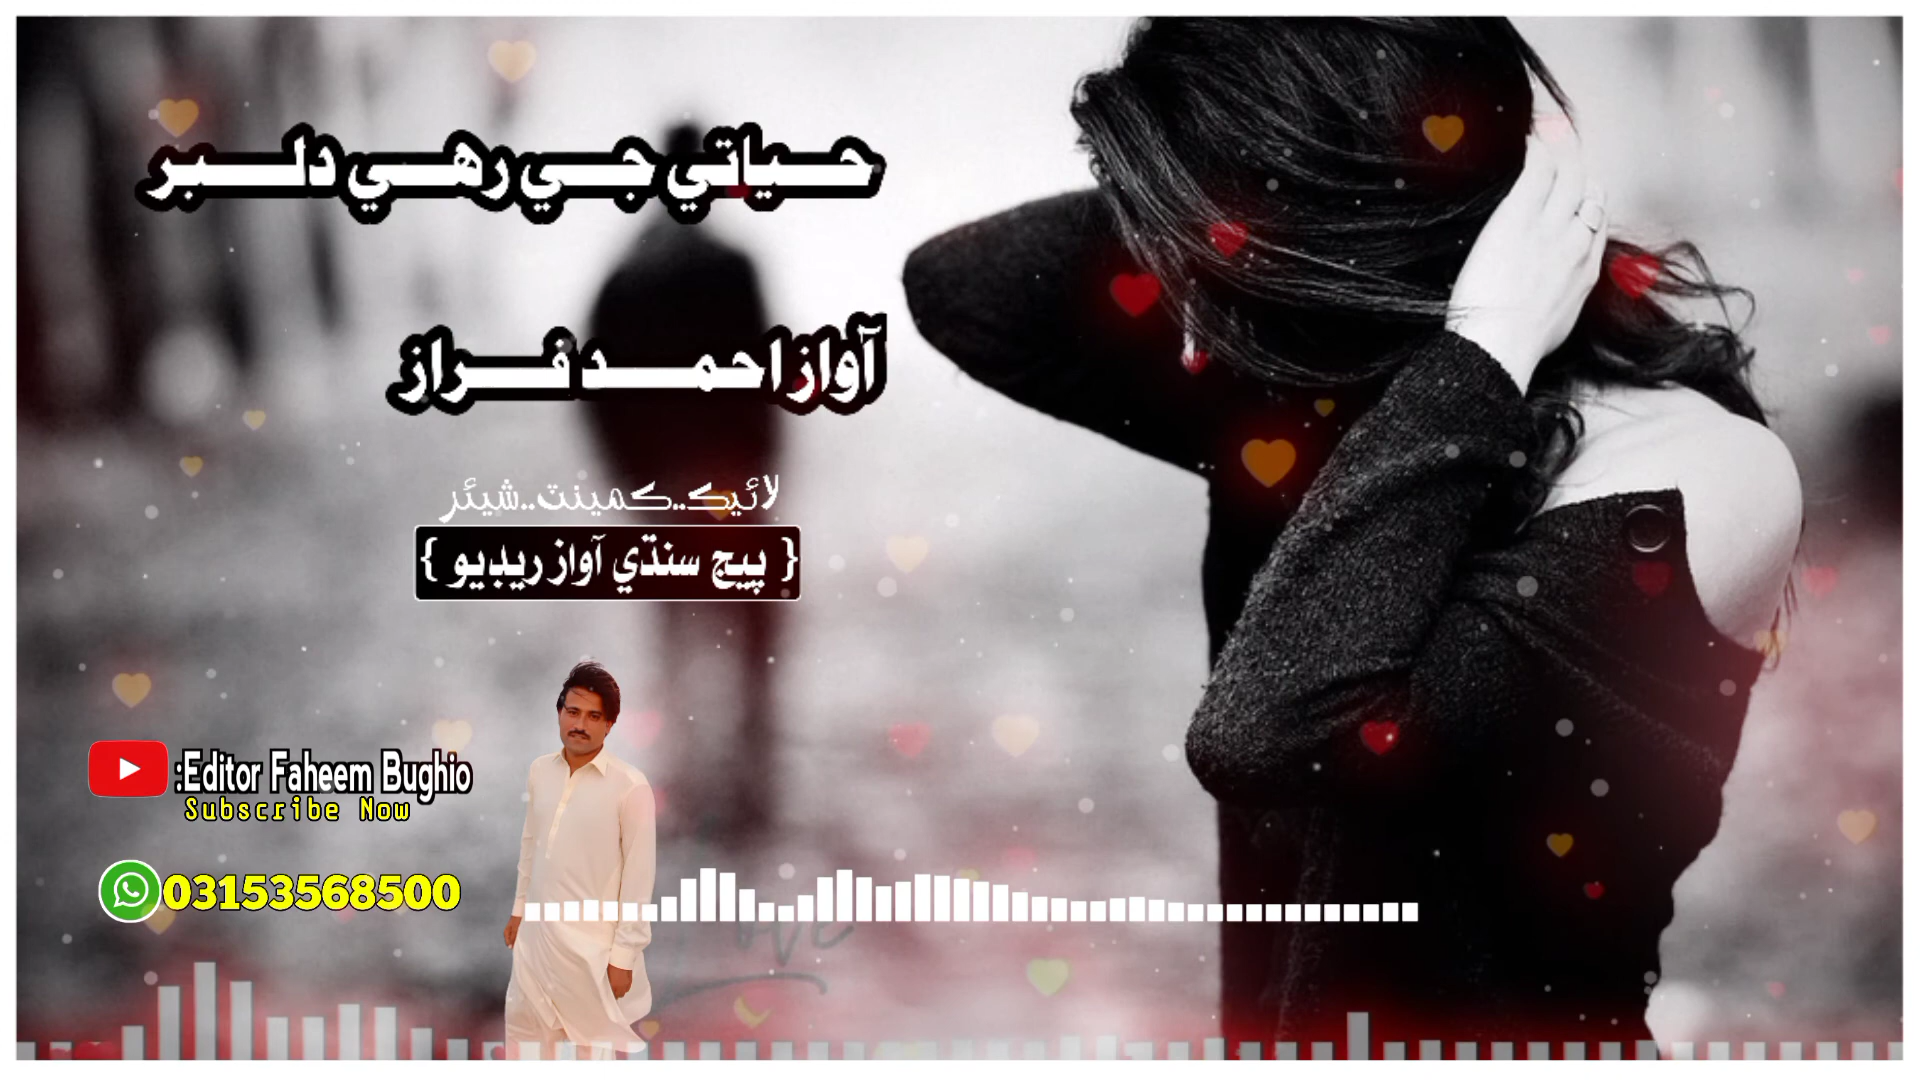 حياتي جي رهي دلبر
آواز احمد فراز
لائيڪ..ڪمينٽ..شيئر
{ پيج سنڌي آواز ريڊيو }
:Editor Faheem Bughio
Subscribe Now
03153568500